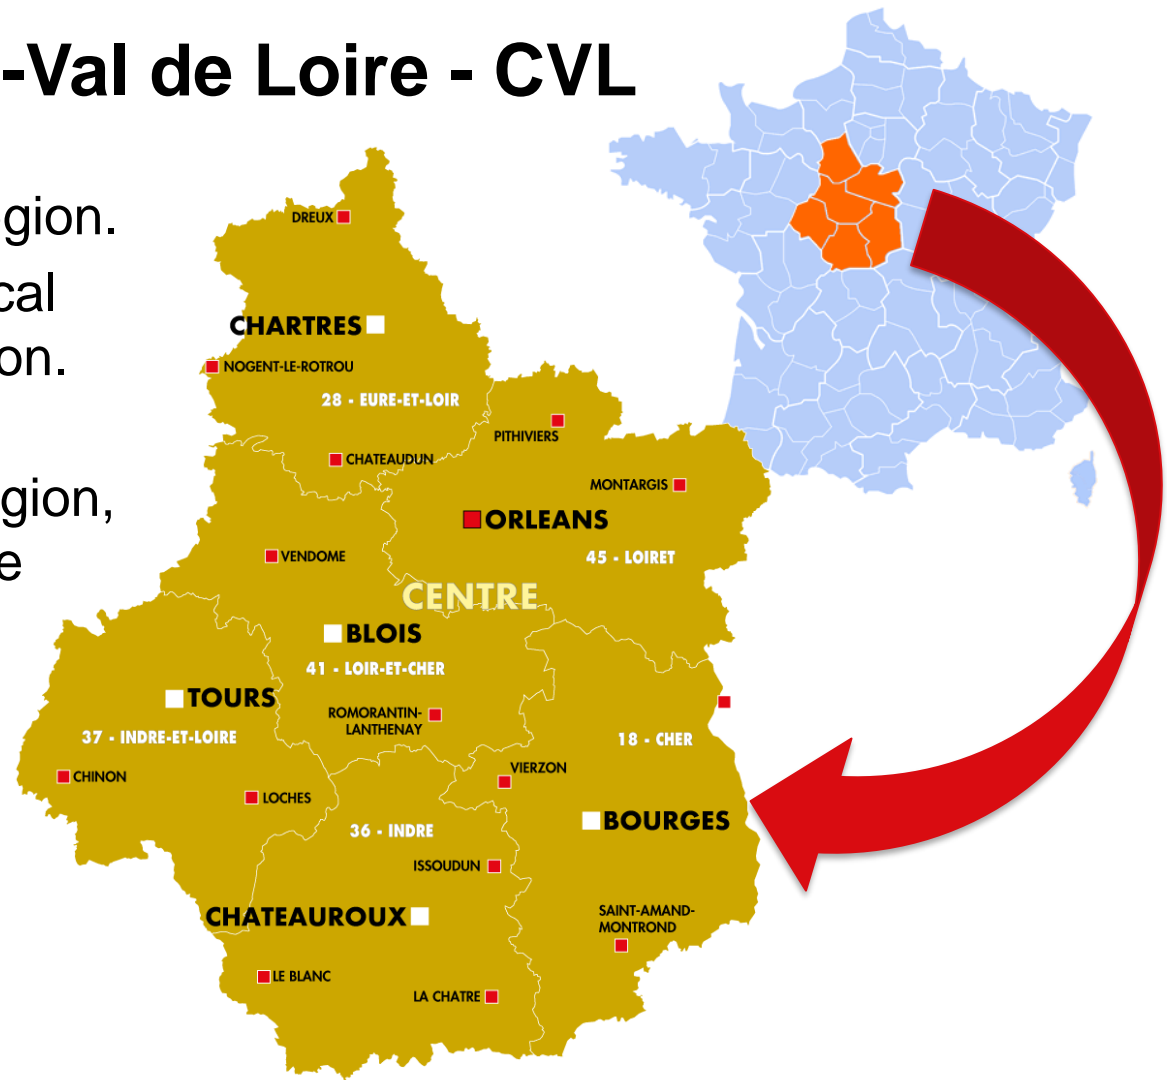 -Val de Loire - CVL
gion.
cal
on.
gion,
e
DREUX
CHARTRES
NOGENT-LE-ROTROU
28 - EURE-ET-LOIR
PITHIVIERS
CHATEAUDUN
MONTARGIS
ORLEANS
VENDOME
45 - LOIRET
CENTRE
BLOIS
41 - LOIR-ET-CHER
TOURS
ROMORANTIN-
LANTHENAY
37 - INDRE-ET-LOIRE
18 - CHER
CHINON
VIERZON
LOCHES
BOURGES
36 - INDRE
ISSOUDUN
CHATEAUROUX
SAINT-AMAND-
MONTROND
LE BLANC
LA CHATRE